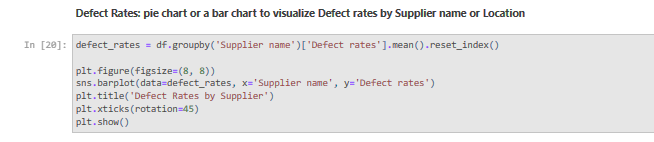 Defect Rates: pie chart or a bar chart to visualize Defect rates by Supplier name or Location
In [20]: defect_rates = df.groupby('Supplier name')['Defect rates'].mean().reset_index()
plt.figure(figsize=(8, 8))
sns.barplot(data=defect_rates, x='Supplier name', y='Defect rates')
plt.title('Defect Rates by Supplier')
plt.xticks(rotation=45)
plt.show()